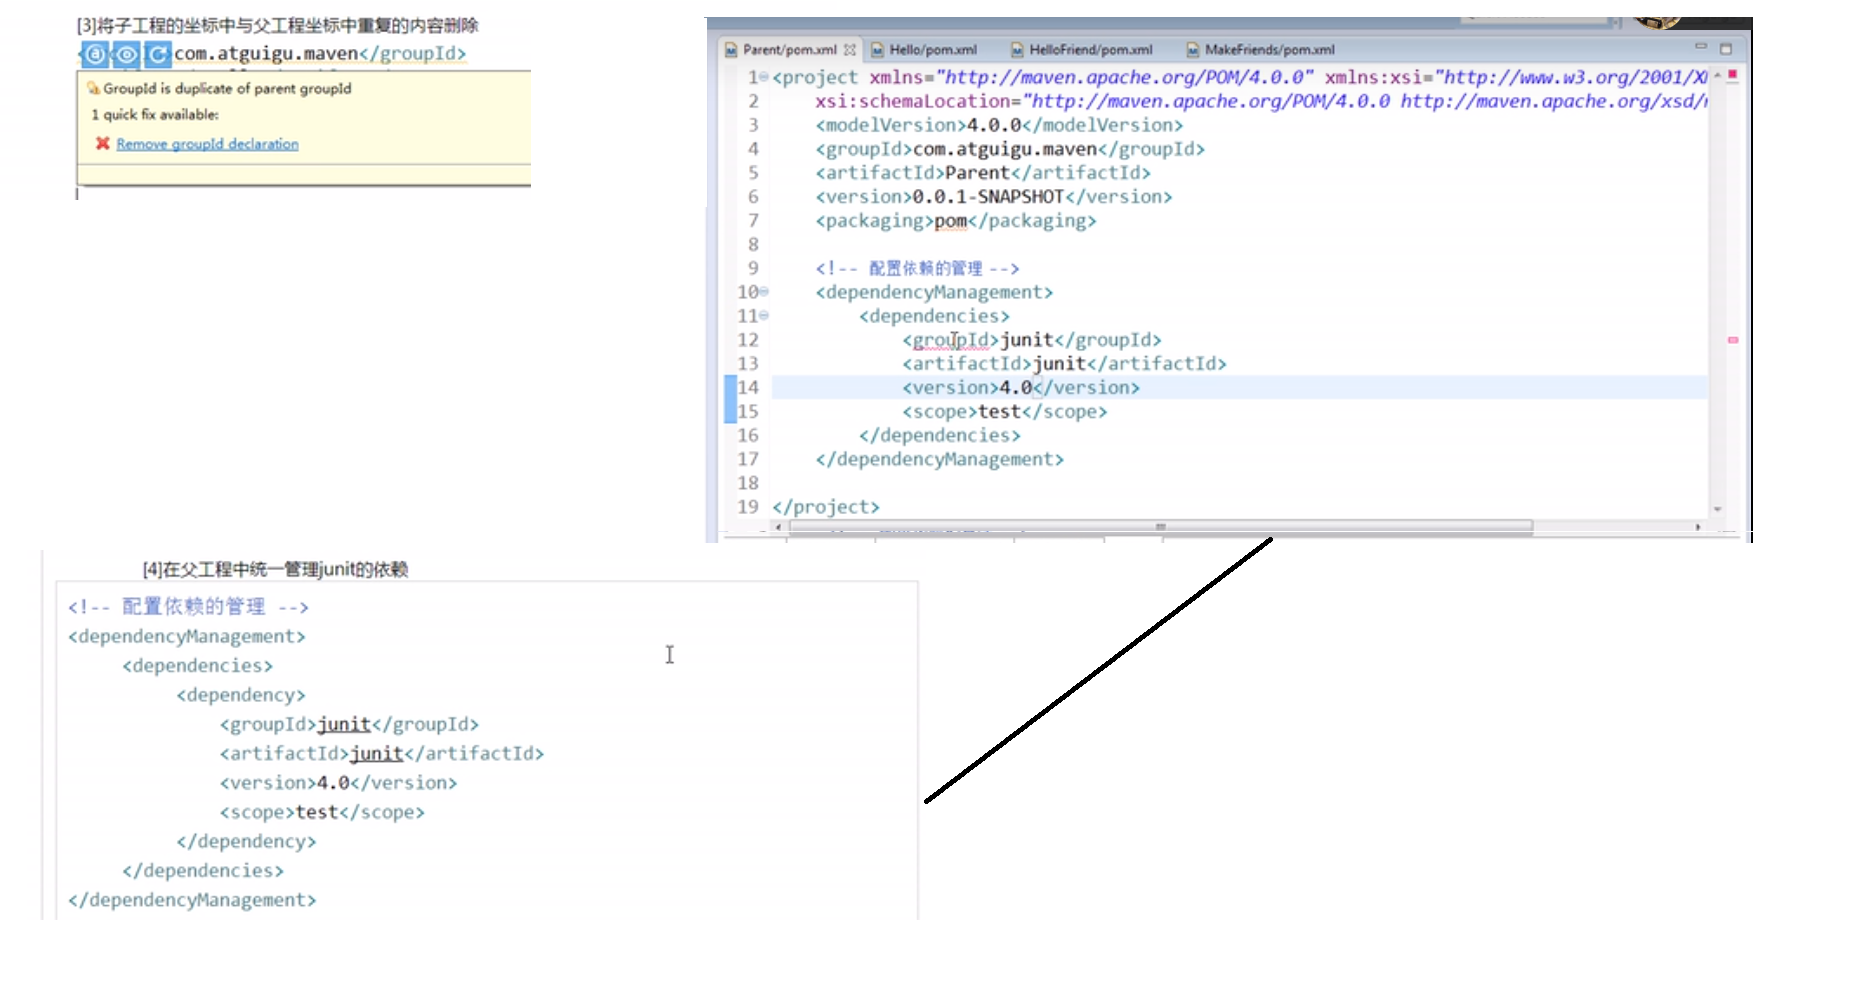 [3]将子工程的坐标中与父工程坐标中重复的内容删除
com.atguigu.maven</groupId>
GroupId is duplicate of parent groupId
1 quick fix available:
Remove groupId declaration
Parent/pom.xml Hello/pom.xml HelloFriend/pom.xml MakeFriends/pom.xml
1 <project xmlns="http://maven.apache.org/POM/4.0.0" xmlns:xsi="http://www.w3.org/2001/X
2 xsi:schemaLocation="http://maven.apache.org/POM/4.0.0 http://maven.apache.org/xsd/
3 <modelVersion>4.0.0</modelVersion>
4 <groupId>com.atguigu.maven</groupId>
5 <artifactId>Parent</artifactId>
6 <version>0.0.1-SNAPSHOT</version>
7 <packaging>pom</packaging>
8
9 <!-- 配置依赖的管理 -->
10 <dependencyManagement>
11 <dependencies>
12 <groupId>junit</groupId>
13 <artifactId>junit</artifactId>
14 <version>4.0</version>
15 <scope>test</scope>
16 </dependencies>
17 </dependencyManagement>
18
19 </project>
[4]在父工程中统一管理junit的依赖
<!-- 配置依赖的管理 -->
<dependencyManagement>
<dependencies>
<dependency>
<groupId>junit</groupId>
<artifactId>junit</artifactId>
<version>4.0</version>
<scope>test</scope>
</dependency>
</dependencies>
</dependencyManagement>